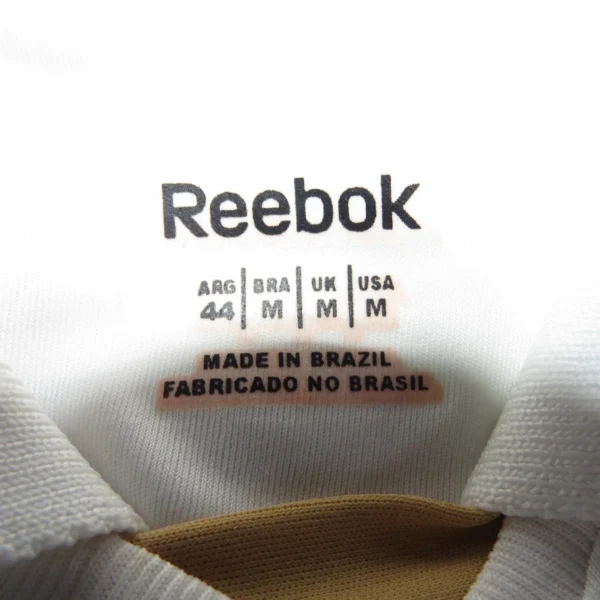 Reebok
ARG BRA UK USA
44 M M M
MADE IN BRAZIL
FABRICADO NO BRASIL